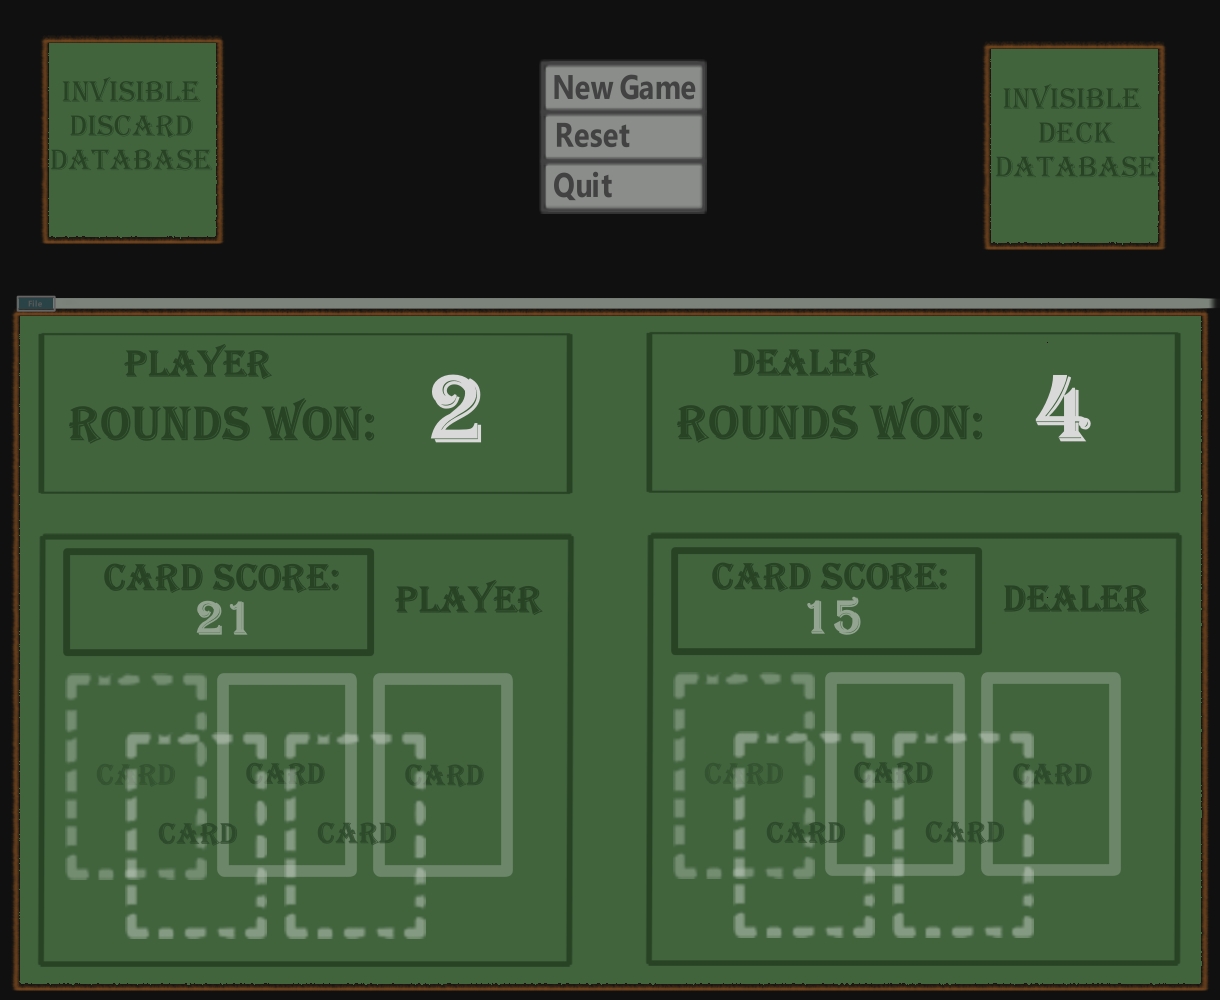 INVISIBLE
DISCARD
DATABASE
New Game
Reset
Quit
INVISIBLE
DECK
DATABASE
File
PLAYER
ROUNDS WON: 2
DEALER
ROUNDS WON: 4
CARD SCORE:
21
PLAYER
CARD
CARD
CARD
CARD
CARD
CARD SCORE:
15
DEALER
CARD
CARD
CARD
CARD
CARD